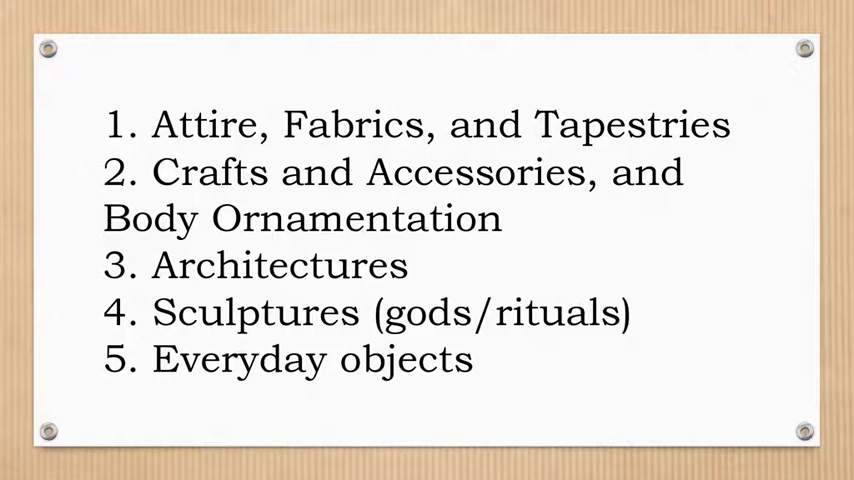 1. Attire, Fabrics, and Tapestries
2. Crafts and Accessories, and
Body Ornamentation
3. Architectures
4. Sculptures (gods/rituals)
5. Everyday objects